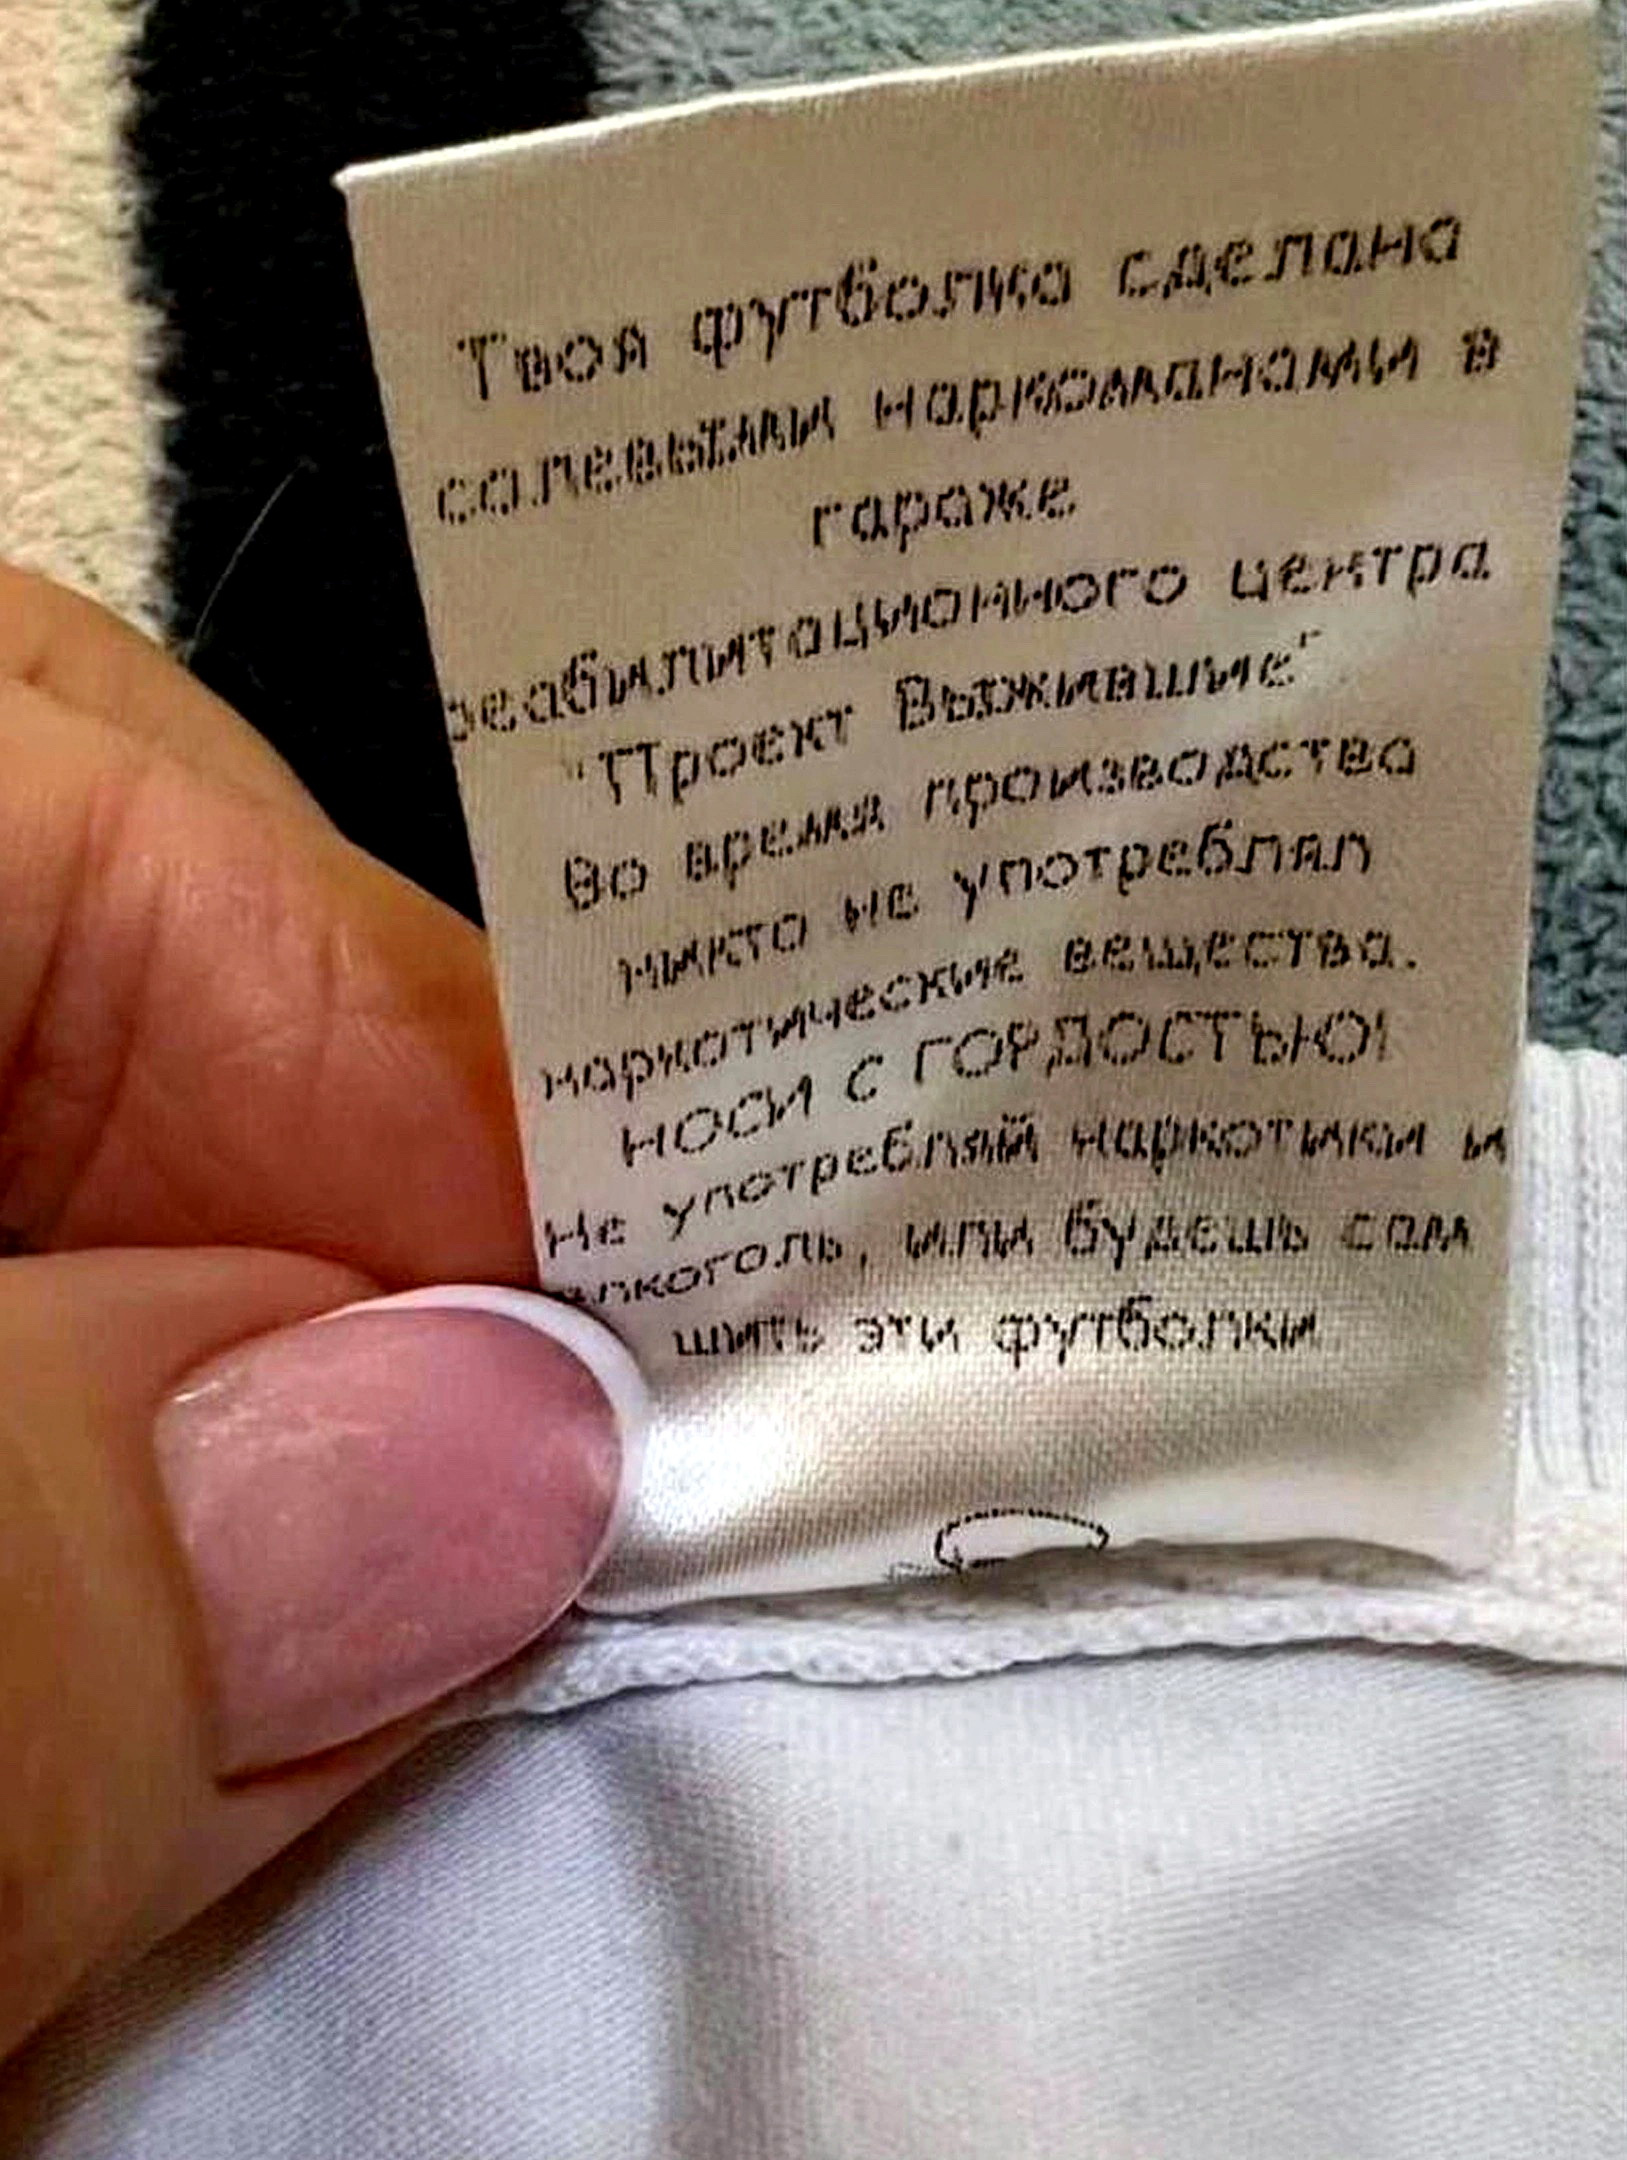 Твоя футболка сделана
солевыми наркоманами в
гараже
реабилитационного центра
"Проект Выжившие"
Во время производства
никто не употреблял
наркотические вещества.
НОСИ с ГОРДОСТЬЮ!
Не употребляй наркотики и
алкоголь, или будешь сам
шить эти футболки